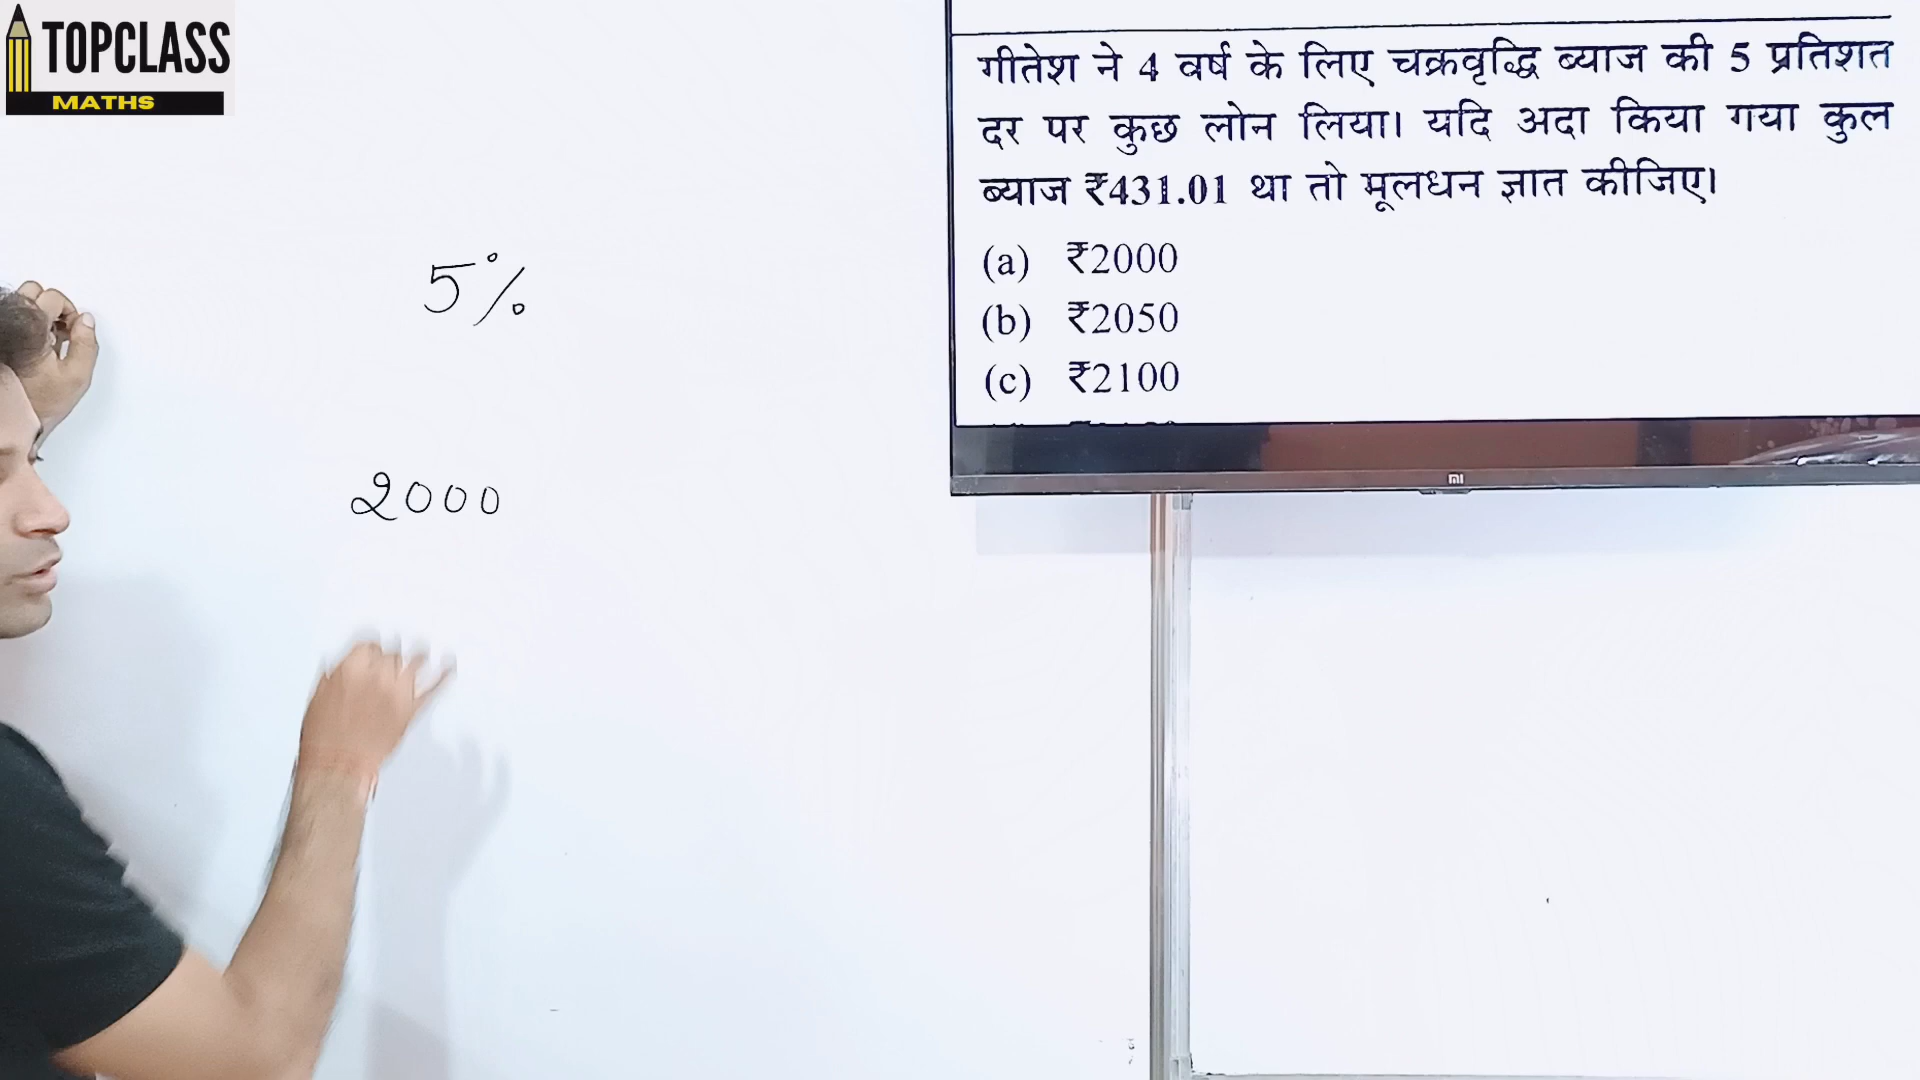 TOPCLASS
MATHS
गीतेश ने 4 वर्ष के लिए चक्रवृद्धि ब्याज की 5 प्रतिशत
दर पर कुछ लोन लिया। यदि अदा किया गया कुल
ब्याज ₹431.01 था तो मूलधन ज्ञात कीजिए।
(a) ₹2000
(b) ₹2050
(c) ₹2100
5%
2000
mi